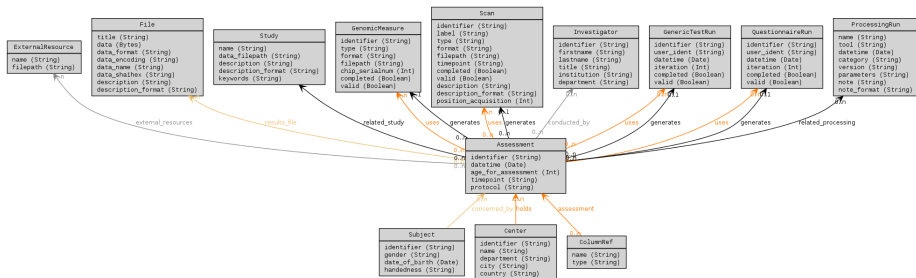 ExternalResource
name (String)
filepath (String)
File
title (String)
data (Bytes)
data_format (String)
data_encoding (String)
data_name (String)
data_sha1hex (String)
description (String)
description_format (String)
Study
name (String)
data_filepath (String)
description (String)
description_format (String)
keywords (String)
GenomicMeasure
identifier (String)
type (String)
format (String)
filepath (String)
chip_serialnum (Int)
completed (Boolean)
valid (Boolean)
Scan
identifier (String)
label (String)
type (String)
format (String)
filepath (String)
timepoint (String)
completed (Boolean)
valid (Boolean)
description (String)
description_format (String)
position_acquisition (Int)
Investigator
identifier (String)
firstname (String)
lastname (String)
title (String)
institution (String)
department (String)
GenericTestRun
identifier (String)
user_ident (String)
datetime (Date)
iteration (Int)
completed (Boolean)
valid (Boolean)
QuestionnaireRun
identifier (String)
user_ident (String)
datetime (Date)
iteration (Int)
completed (Boolean)
valid (Boolean)
ProcessingRun
name (String)
tool (String)
datetime (Date)
category (String)
version (String)
parameters (String)
note (String)
note_format (String)
external_resources
results_file
related_study
uses
generates
uses
generates
conducted_by
uses
generates
uses
generates
related_processing
Assessment
identifier (String)
datetime (Date)
age_for_assessment (Int)
timepoint (String)
protocol (String)
concerned_by
holds
assessment
Subject
identifier (String)
gender (String)
date_of_birth (Date)
handedness (String)
Center
identifier (String)
name (String)
department (String)
city (String)
country (String)
ColumnRef
name (String)
type (String)